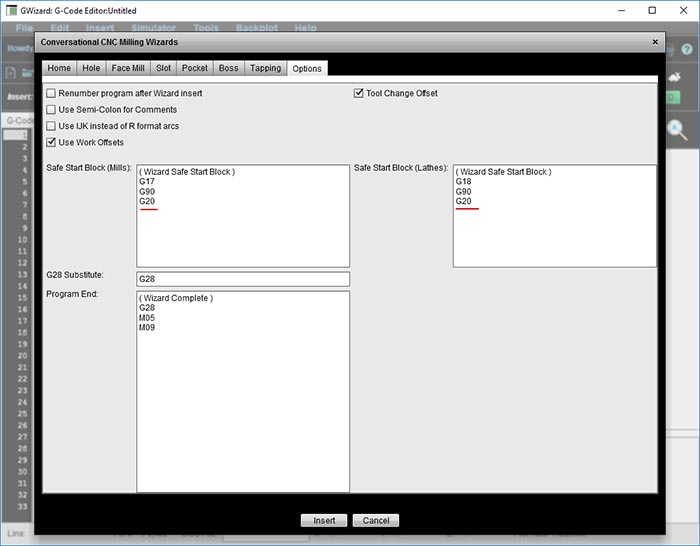 GWizard: G-Code Editor:Untitled
File Edit Insert Simulator Tools Backplot Help
Howdy
Conversational CNC Milling Wizards
Home Hole Face Mill Slot Pocket Boss Tapping Options
Insert:
G-Code
Renumber program after Wizard insert
Tool Change Offset
Use Semi-Colon for Comments
Use IJK instead of R format arcs
Use Work Offsets
Safe Start Block (Mills):
( Wizard Safe Start Block )
G17
G90
G20
Safe Start Block (Lathes):
( Wizard Safe Start Block )
G18
G90
G20
G28 Substitute:
G28
Program End:
( Wizard Complete )
G28
M05
M09
1
2
3
4
5
6
7
8
9
10
11
12
13
14
15
16
17
18
19
20
21
22
23
24
25
26
27
28
29
30
31
32
33
Insert Cancel
Line: